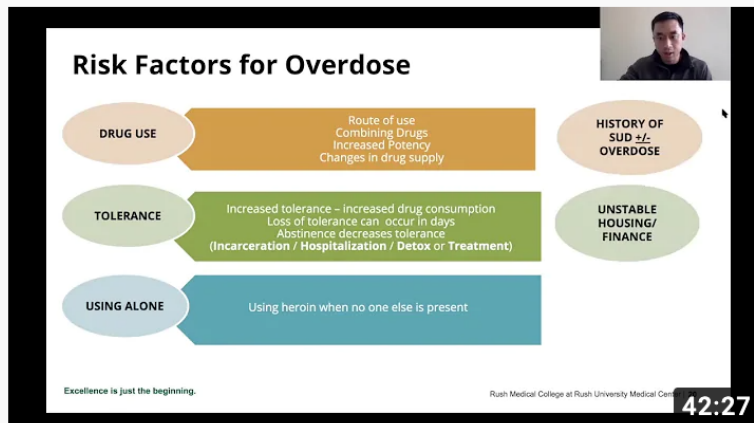 Risk Factors for Overdose
DRUG USE
Route of use
Combining Drugs
Increased Potency
Changes in drug supply
HISTORY OF
SUD +/-
OVERDOSE
TOLERANCE
Increased tolerance – increased drug consumption
Loss of tolerance can occur in days
Abstinence decreases tolerance
(Incarceration / Hospitalization / Detox or Treatment)
UNSTABLE
HOUSING/
FINANCE
USING ALONE
Using heroin when no one else is present
Excellence is just the beginning.
Rush Medical College at Rush University Medical Center |
42:27